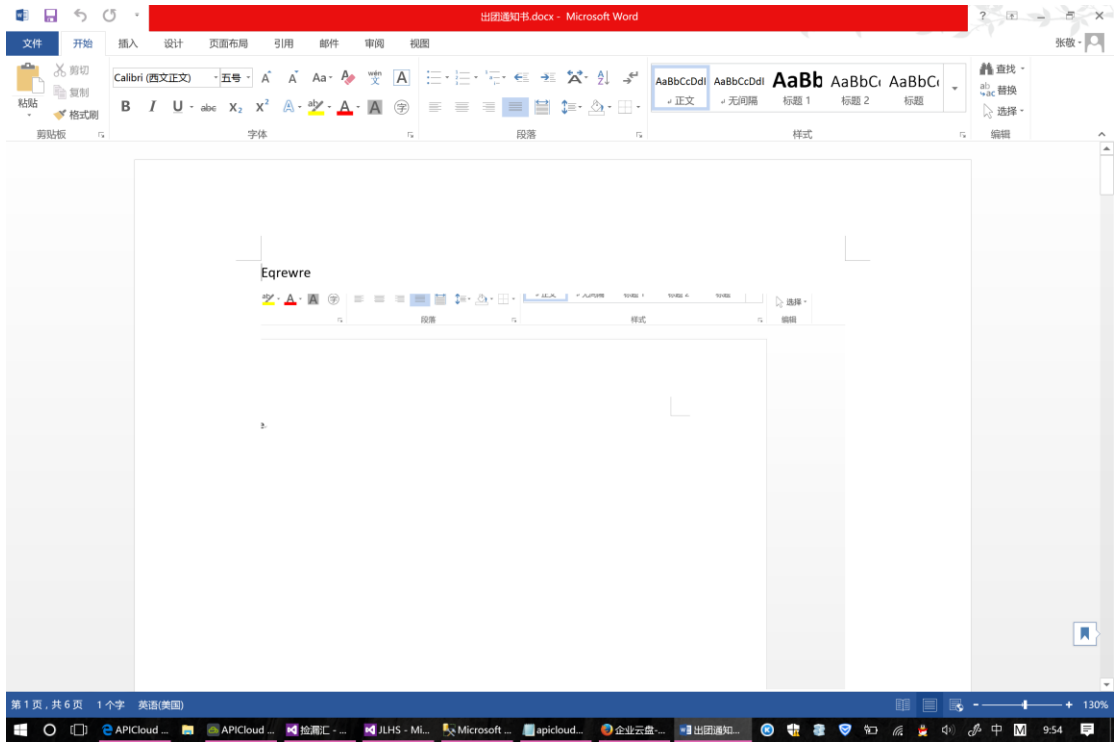 出团通知书.docx - Microsoft Word
?
文件 开始 插入 设计 页面布局 引用 邮件 审阅 视图 张敬
粘贴 剪切 复制 格式刷
Calibri (西文正文) 五号 A A Aa wén A
B I U abc X₂ X² A aby A A 字
AaBbCcDdI AaBbCcDdI AaBb AaBbC AaBbC
正文 无间隔 标题 1 标题 2 标题
查找 替换 选择
剪贴板 字体 段落 样式 编辑
Eqrewre
选择
段落 样式 编辑
e.
第 1 页，共 6 页 1 个字 英语(美国) 130%
APICloud ... APICloud ... 捡漏汇 - ... JLHS - Mi... Microsoft ... apicloud... 企业云盘-... 出团通知... 中 M 9:54